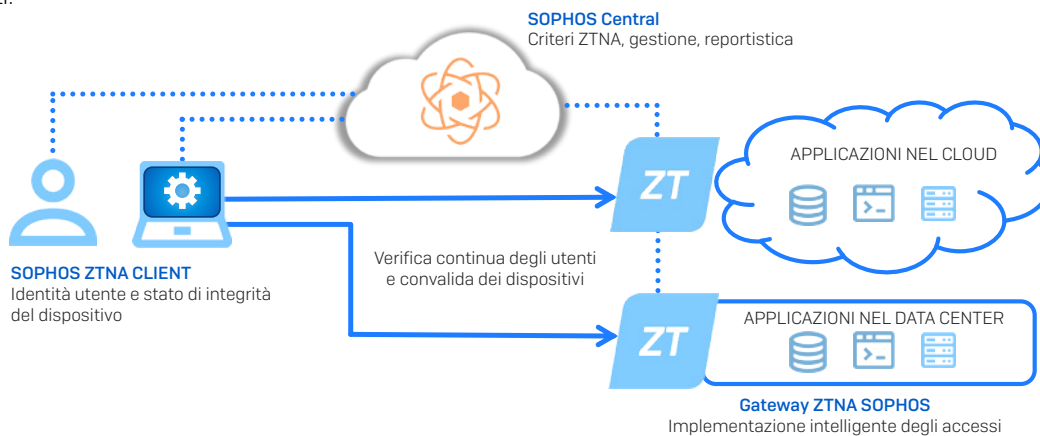 SOPHOS Central
Criteri ZTNA, gestione, reportistica
ZT
APPLICAZIONI NEL CLOUD
SOPHOS ZTNA CLIENT
Identità utente e stato di integrità
del dispositivo
Verifica continua degli utenti
e convalida dei dispositivi
ZT
APPLICAZIONI NEL DATA CENTER
Gateway ZTNA SOPHOS
Implementazione intelligente degli accessi